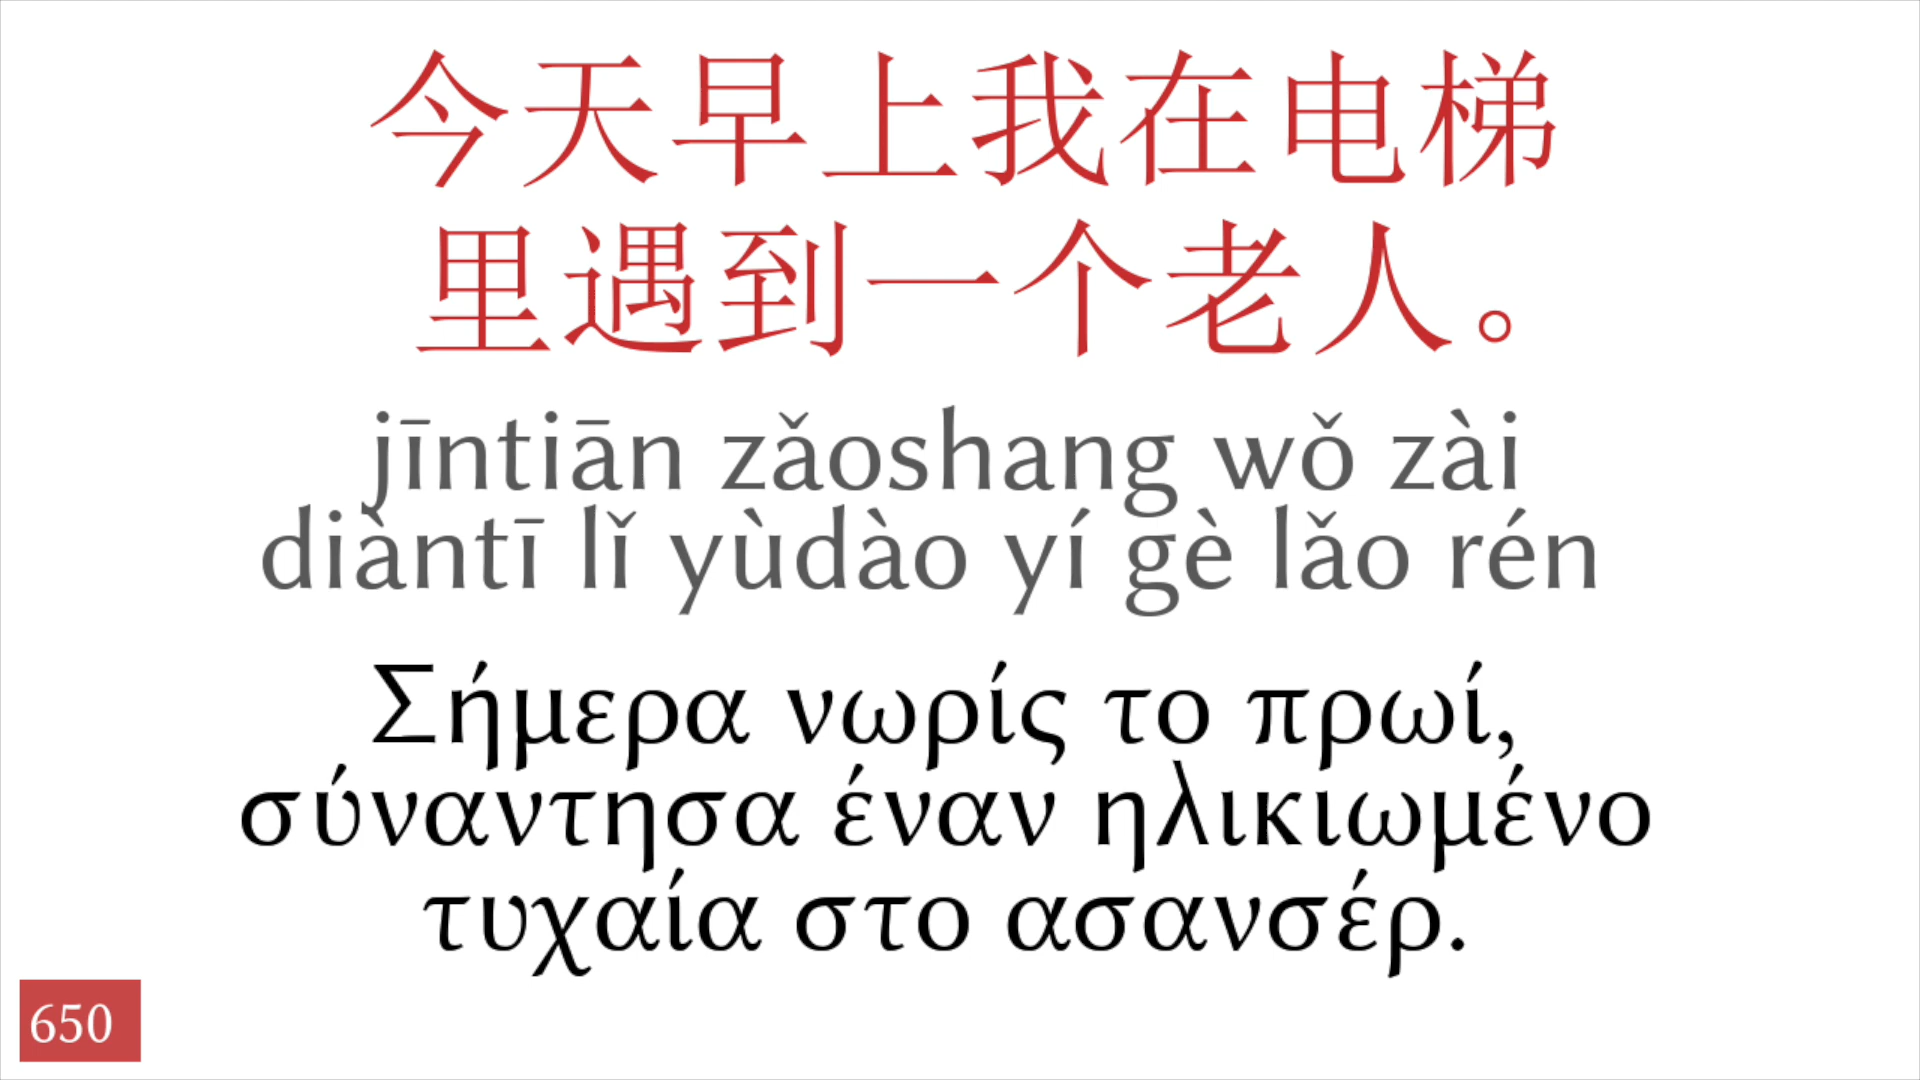 今天早上我在电梯
里遇到一个老人。
jīntiān zǎoshang wǒ zài
diàntī lǐ yùdào yí gè lǎo rén
Σήμερα νωρίς το πρωί,
σύναντησα έναν ηλικιωμένο
τυχαία στο ασανσέρ.
650